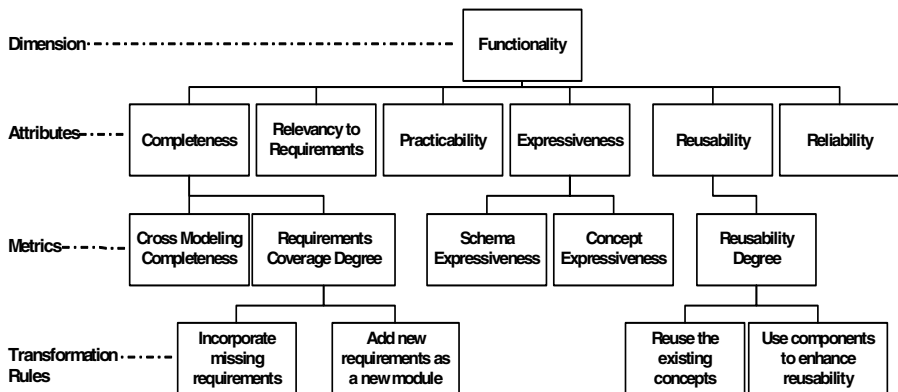 Dimension
Functionality
Attributes
Completeness
Relevancy to
Requirements
Practicability
Expressiveness
Reusability
Reliability
Metrics
Cross Modeling
Completeness
Requirements
Coverage Degree
Schema
Expressiveness
Concept
Expressiveness
Reusability
Degree
Transformation
Rules
Incorporate
missing
requirements
Add new
requirements as
a new module
Reuse the
existing
concepts
Use components
to enhance
reusability